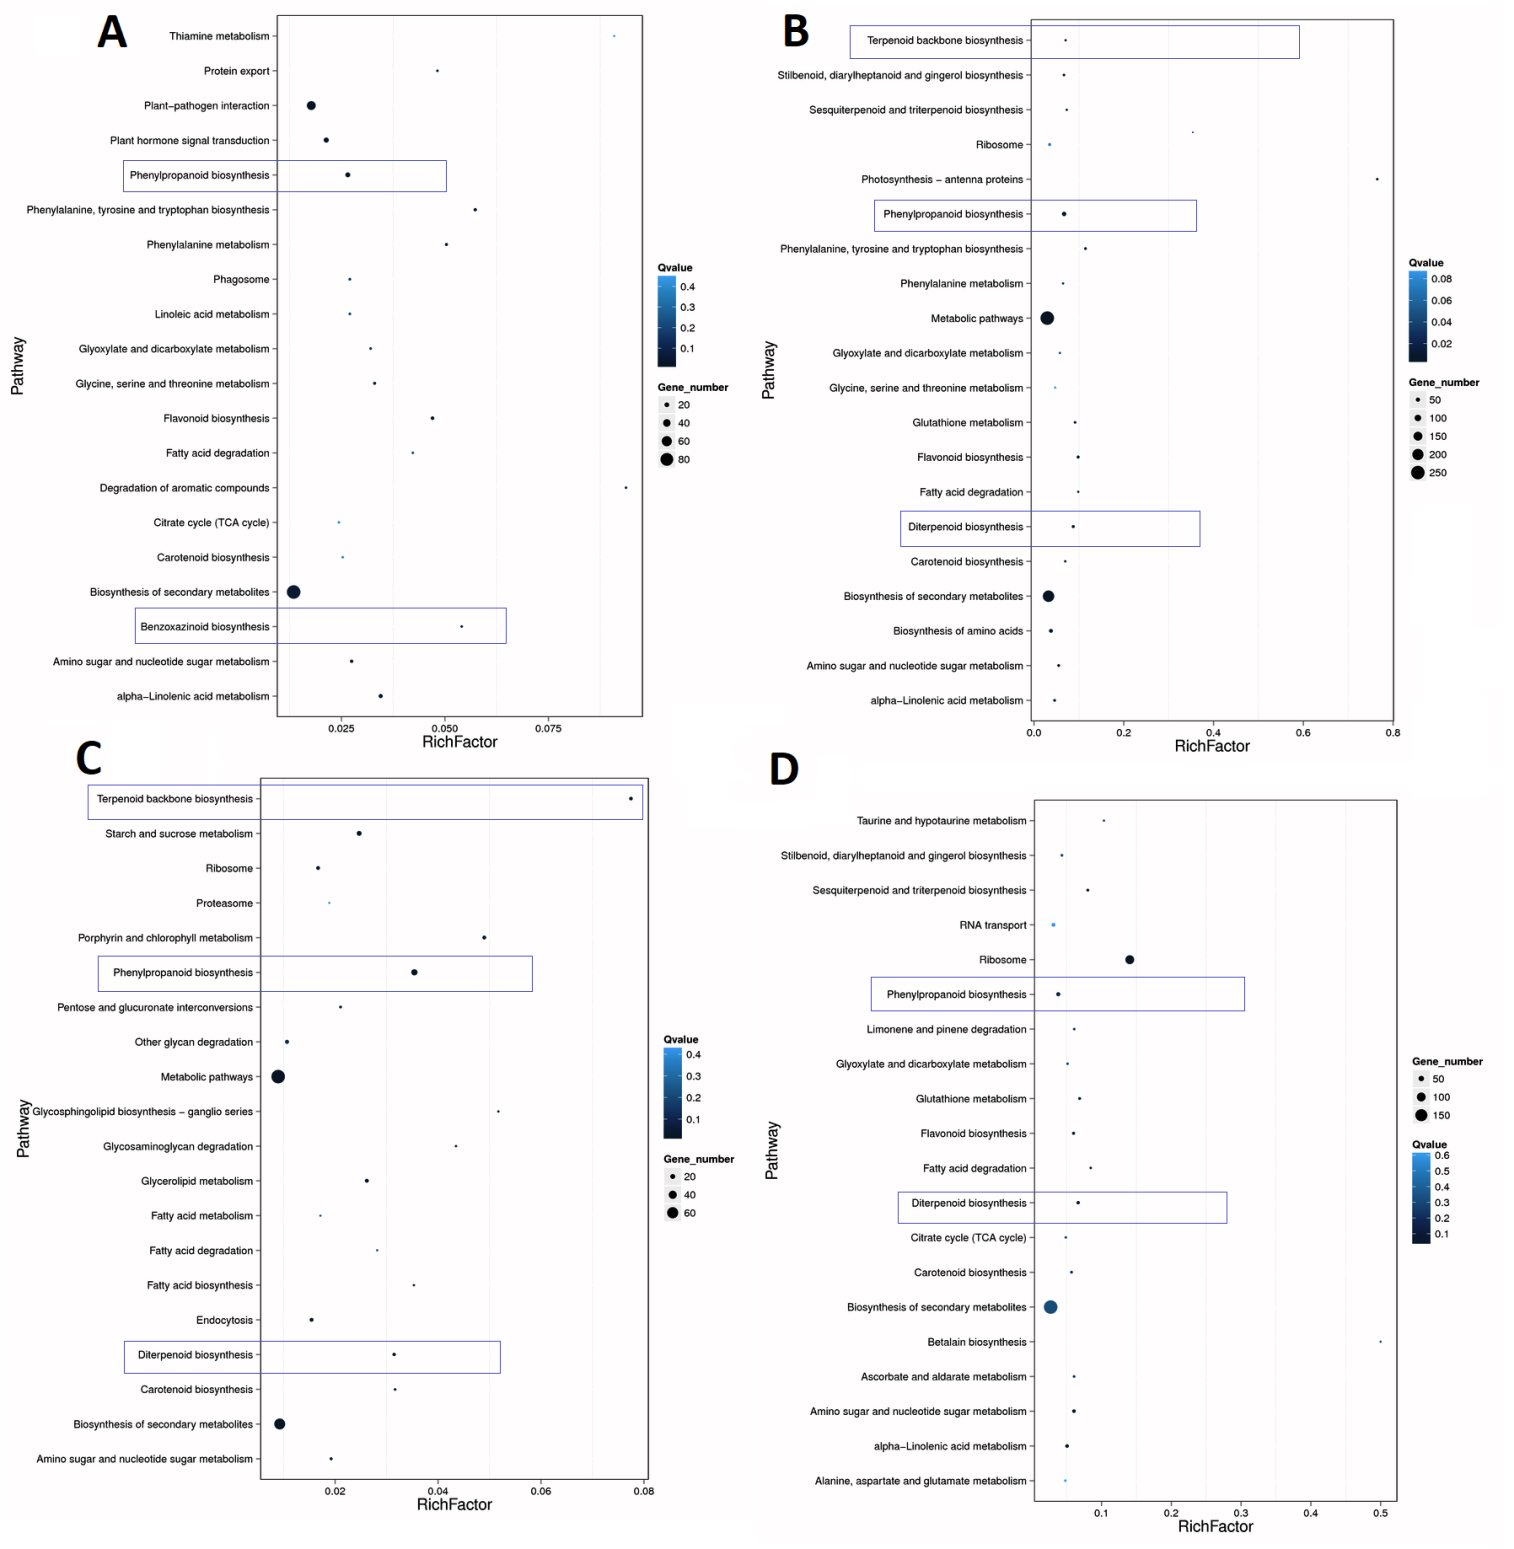 A
Thiamine metabolism
Protein export
Plant−pathogen interaction
Plant hormone signal transduction
Phenylpropanoid biosynthesis
Phenylalanine, tyrosine and tryptophan biosynthesis
Phenylalanine metabolism
Phagosome
Linoleic acid metabolism
Glyoxylate and dicarboxylate metabolism
Glycine, serine and threonine metabolism
Flavonoid biosynthesis
Fatty acid degradation
Degradation of aromatic compounds
Citrate cycle (TCA cycle)
Carotenoid biosynthesis
Biosynthesis of secondary metabolites
Benzoxazinoid biosynthesis
Amino sugar and nucleotide sugar metabolism
alpha−Linolenic acid metabolism
Pathway
0.025 0.050 0.075
RichFactor
Qvalue
0.4
0.3
0.2
0.1
Gene_number
20
40
60
80
B
Terpenoid backbone biosynthesis
Stilbenoid, diarylheptanoid and gingerol biosynthesis
Sesquiterpenoid and triterpenoid biosynthesis
Ribosome
Photosynthesis − antenna proteins
Phenylpropanoid biosynthesis
Phenylalanine, tyrosine and tryptophan biosynthesis
Phenylalanine metabolism
Metabolic pathways
Glyoxylate and dicarboxylate metabolism
Glycine, serine and threonine metabolism
Glutathione metabolism
Flavonoid biosynthesis
Fatty acid degradation
Diterpenoid biosynthesis
Carotenoid biosynthesis
Biosynthesis of secondary metabolites
Biosynthesis of amino acids
Amino sugar and nucleotide sugar metabolism
alpha−Linolenic acid metabolism
Pathway
0.0 0.2 0.4 0.6 0.8
RichFactor
Qvalue
0.08
0.06
0.04
0.02
Gene_number
50
100
150
200
250
C
Terpenoid backbone biosynthesis
Starch and sucrose metabolism
Ribosome
Proteasome
Porphyrin and chlorophyll metabolism
Phenylpropanoid biosynthesis
Pentose and glucuronate interconversions
Other glycan degradation
Metabolic pathways
Glycosphingolipid biosynthesis − ganglio series
Glycosaminoglycan degradation
Glycerolipid metabolism
Fatty acid metabolism
Fatty acid degradation
Fatty acid biosynthesis
Endocytosis
Diterpenoid biosynthesis
Carotenoid biosynthesis
Biosynthesis of secondary metabolites
Amino sugar and nucleotide sugar metabolism
Pathway
0.02 0.04 0.06 0.08
RichFactor
Qvalue
0.4
0.3
0.2
0.1
Gene_number
20
40
60
D
Taurine and hypotaurine metabolism
Stilbenoid, diarylheptanoid and gingerol biosynthesis
Sesquiterpenoid and triterpenoid biosynthesis
RNA transport
Ribosome
Phenylpropanoid biosynthesis
Limonene and pinene degradation
Glyoxylate and dicarboxylate metabolism
Glutathione metabolism
Flavonoid biosynthesis
Fatty acid degradation
Diterpenoid biosynthesis
Citrate cycle (TCA cycle)
Carotenoid biosynthesis
Biosynthesis of secondary metabolites
Betalain biosynthesis
Ascorbate and aldarate metabolism
Amino sugar and nucleotide sugar metabolism
alpha−Linolenic acid metabolism
Alanine, aspartate and glutamate metabolism
Pathway
0.1 0.2 0.3 0.4 0.5
RichFactor
Gene_number
50
100
150
Qvalue
0.6
0.5
0.4
0.3
0.2
0.1